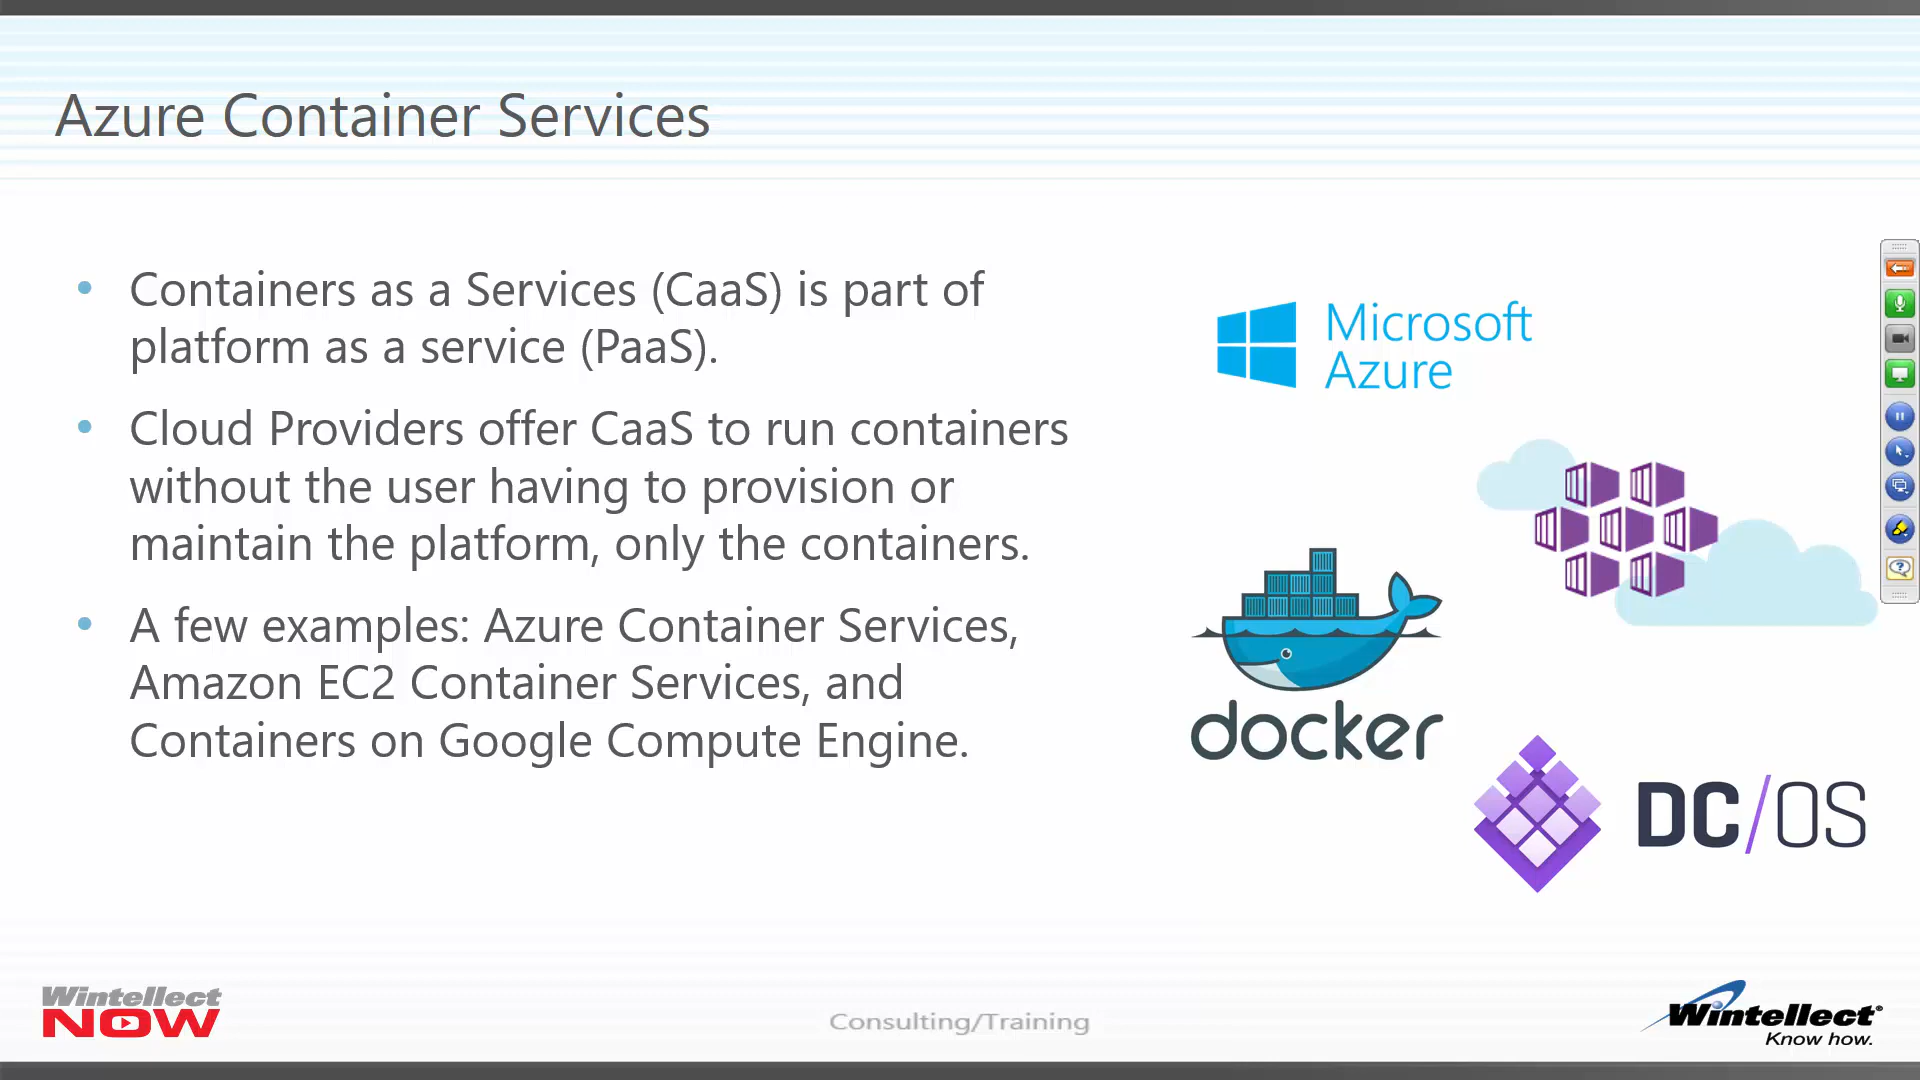 Azure Container Services
• Containers as a Services (CaaS) is part of
platform as a service (PaaS).
• Cloud Providers offer CaaS to run containers
without the user having to provision or
maintain the platform, only the containers.
• A few examples: Azure Container Services,
Amazon EC2 Container Services, and
Containers on Google Compute Engine.
Microsoft
Azure
docker
DC/OS
Wintellect
NOW
Consulting/Training
Wintellect®
Know how.